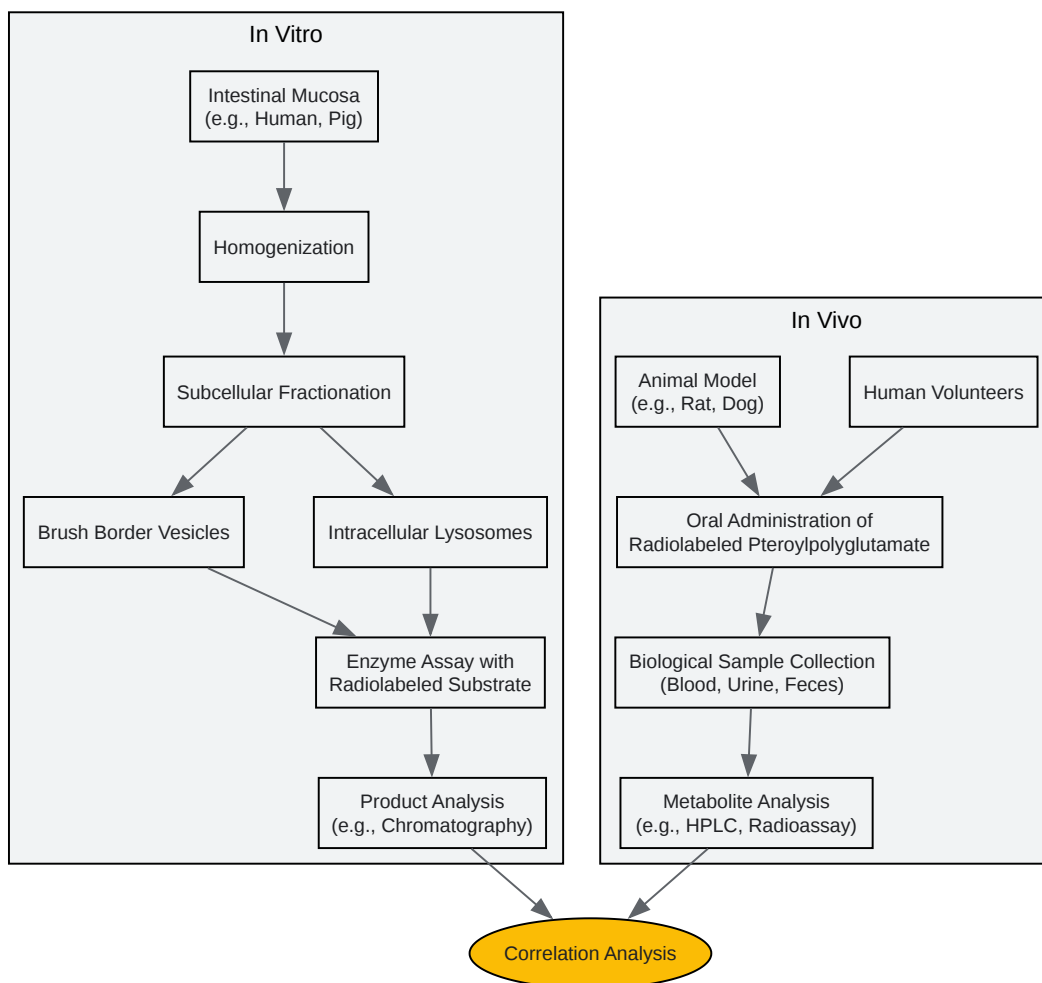 In Vitro
Intestinal Mucosa
(e.g., Human, Pig)
Homogenization
Subcellular Fractionation
Brush Border Vesicles
Intracellular Lysosomes
Enzyme Assay with
Radiolabeled Substrate
Product Analysis
(e.g., Chromatography)
In Vivo
Animal Model
(e.g., Rat, Dog)
Human Volunteers
Oral Administration of
Radiolabeled Pteroylpolyglutamate
Biological Sample Collection
(Blood, Urine, Feces)
Metabolite Analysis
(e.g., HPLC, Radioassay)
Correlation Analysis